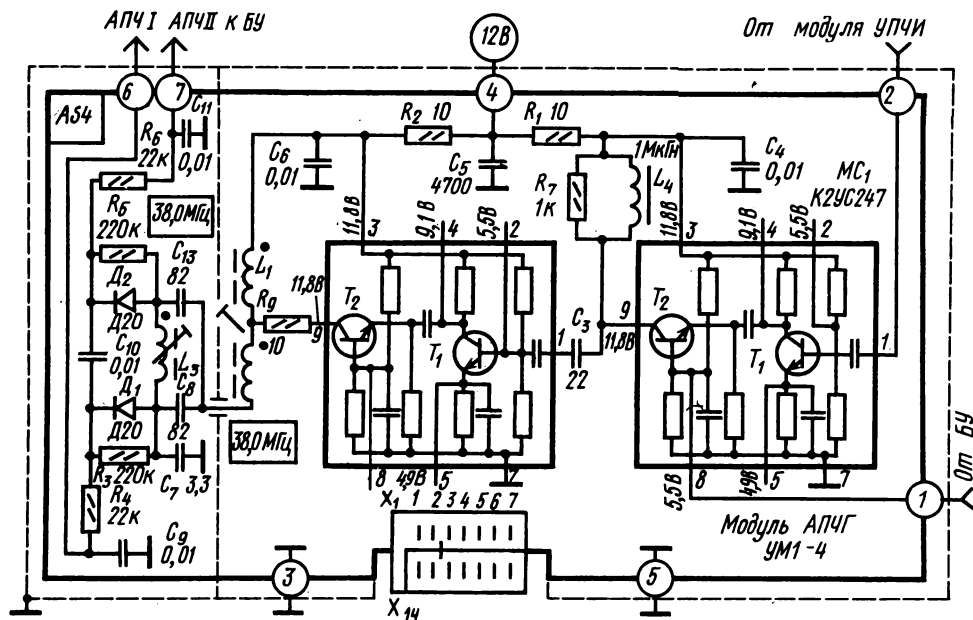 АПЧ I АПЧ II к БУ
12В
От модуля УПЧИ
6
7
4
2
AS4
C11
0,01
R6
22к
R2 10
R1 10
C6
0,01
C5
4700
1МкГн
R7
1к
L4
C4
0,01
МС1
К2УС247
R5
220к
38,0МГц
C13
82
Д2
Д20
C10
0,01
L3
Д1
Д20
C8
82
R3 220к
C7 3,3
R4
22к
C9
0,01
L1
R9
10
38,0МГц
11,8В
3
9,1В
4
5,5В
2
11,8В
9
T2
T1
1
8
4,9В
5
7
C3
22
11,8В
3
9,1В
4
5,5В
2
9
11,8В
T2
T1
1
8
5,5В
4,9В
5
7
От БУ
1
Модуль АПЧГ
УМ1-4
X1 1 2 3 4 5 6 7
X14
3
5